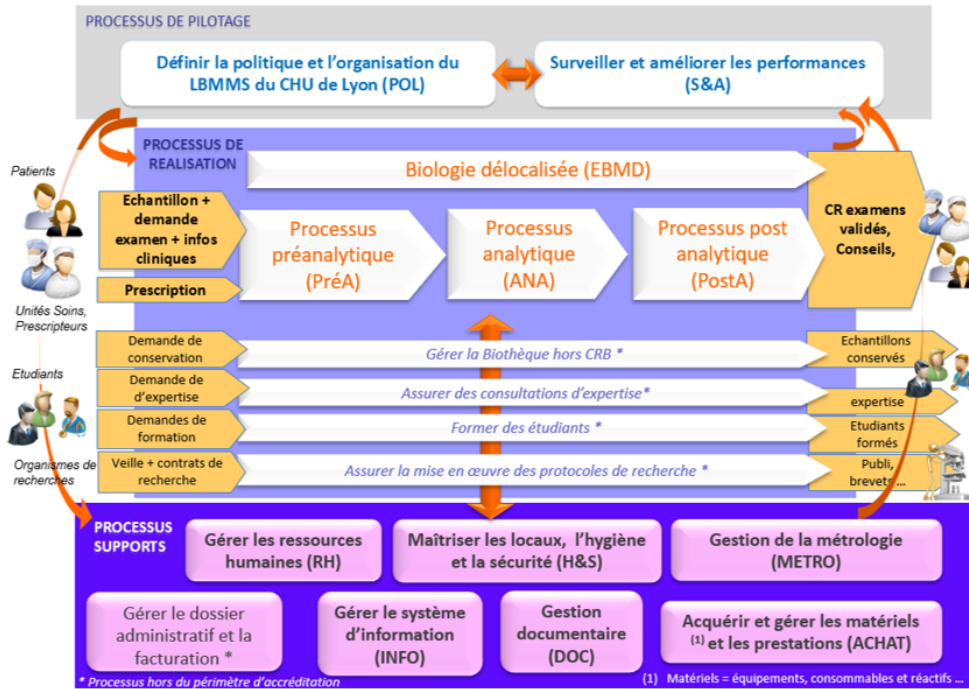 PROCESSUS DE PILOTAGE
Définir la politique et l'organisation du
LBMMS du CHU de Lyon (POL)
Surveiller et améliorer les performances
(S&A)
PROCESSUS DE
REALISATION
Patients
Biologie délocalisée (EBMD)
Echantillon +
demande
examen + infos
cliniques
Prescription
Processus
préanalytique
(PréA)
Processus
analytique
(ANA)
Processus post
analytique
(PostA)
CR examens
validés,
Conseils,
Unités Soins,
Prescripteurs
Demande de
conservation
Gérer la Biothèque hors CRB *
Echantillons
conservés
Etudiants
Demande de
d'expertise
Assurer des consultations d'expertise*
expertise
Demandes de
formation
Former des étudiants *
Etudiants
formés
Organismes de
recherches
Veille + contrats de
recherche
Assurer la mise en œuvre des protocoles de recherche *
Publi,
brevets ...
PROCESSUS
SUPPORTS
Gérer les ressources
humaines (RH)
Maîtriser les locaux, l'hygiène
et la sécurité (H&S)
Gestion de la métrologie
(METRO)
Gérer le dossier
administratif et la
facturation *
Gérer le système
d'information
(INFO)
Gestion
documentaire
(DOC)
Acquérir et gérer les matériels
(1) et les prestations (ACHAT)
* Processus hors du périmètre d'accréditation
(1) Matériels = équipements, consommables et réactifs ...